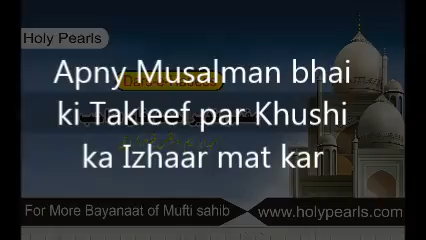 Holy Pearls
Apny Musalman bhai
ki Takleef par Khushi
ka Izhaar mat kar
For More Bayanaat of Mufti sahib
www.holypearls.com